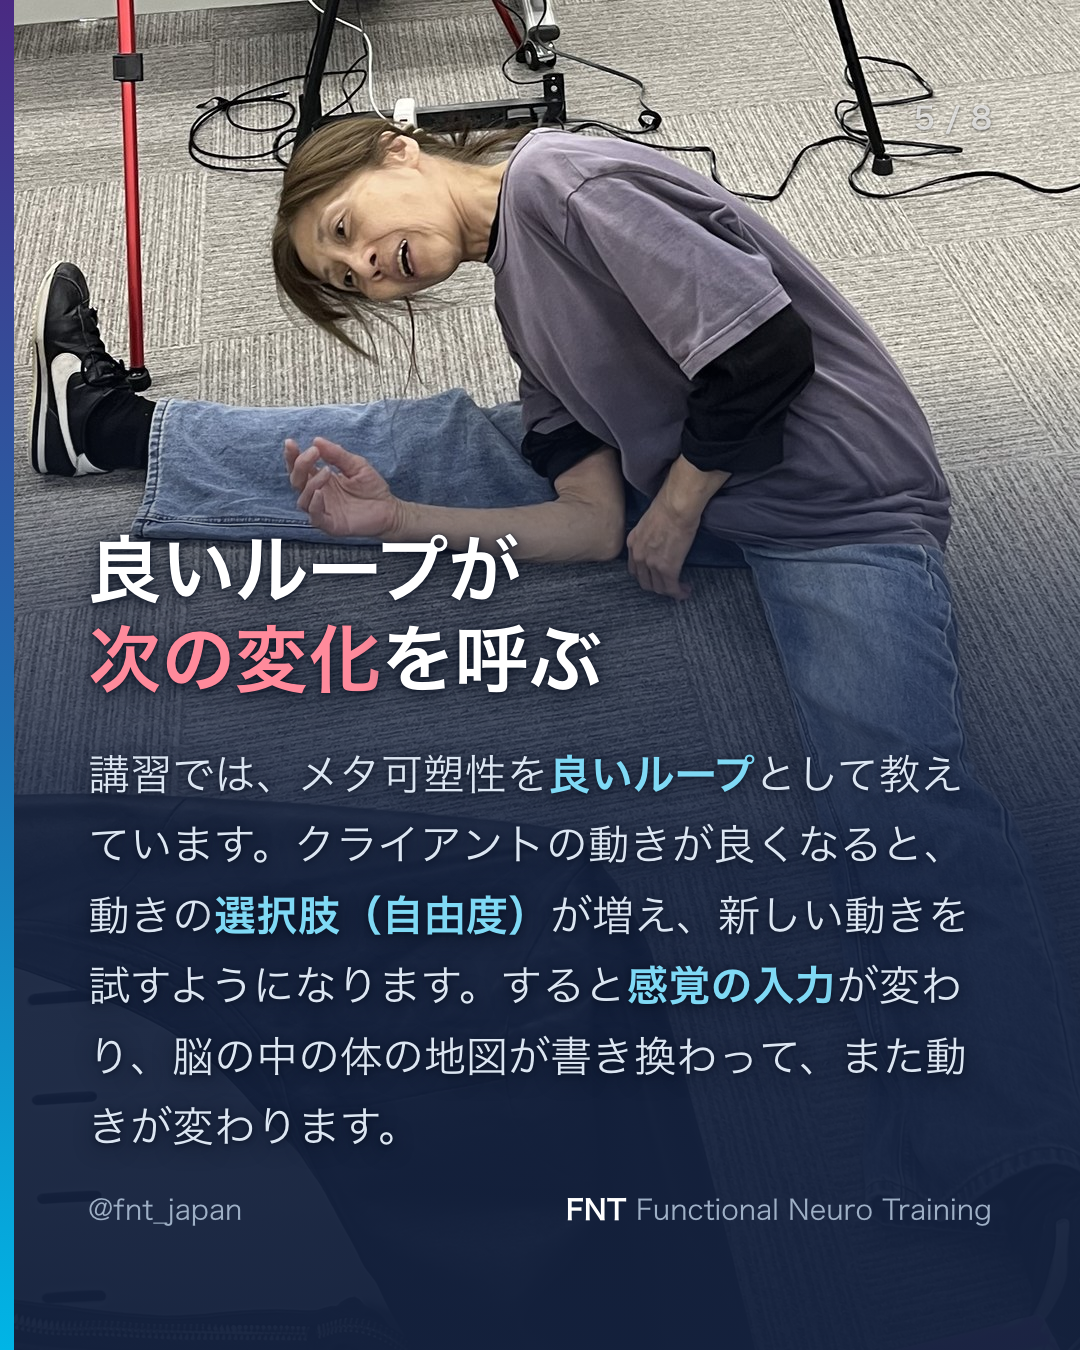 5 / 8
良いループが
次の変化を呼ぶ
講習では、メタ可塑性を良いループとして教え
ています。クライアントの動きが良くなると、
動きの選択肢（自由度）が増え、新しい動きを
試すようになります。すると感覚の入力が変わ
り、脳の中の体の地図が書き換わって、また動
きが変わります。
@fnt_japan
FNT Functional Neuro Training